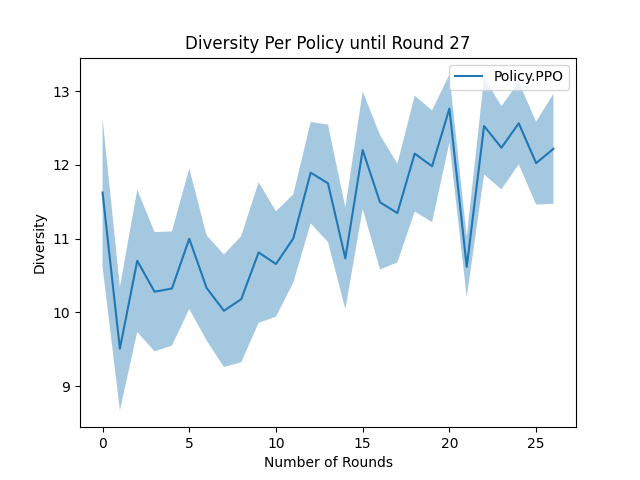 Diversity Per Policy until Round 27
Policy.PPO
Diversity
13
12
11
10
9
0 5 10 15 20 25
Number of Rounds